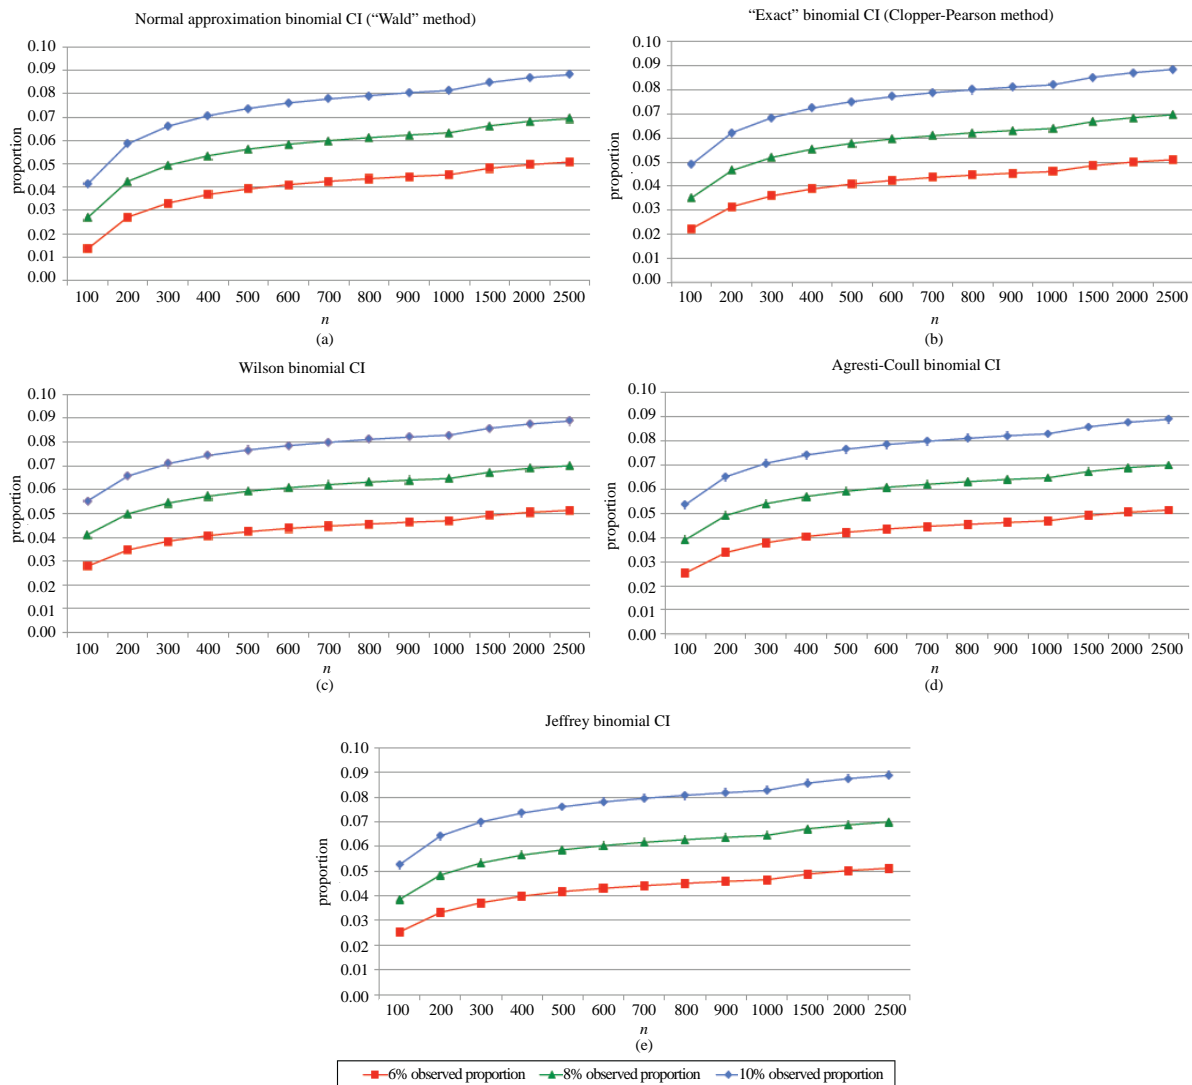 Normal approximation binomial CI (“Wald” method)
0.10
0.09
0.08
0.07
0.06
0.05
0.04
0.03
0.02
0.01
0.00
proportion
100 200 300 400 500 600 700 800 900 1000 1500 2000 2500
n
(a)
“Exact” binomial CI (Clopper-Pearson method)
0.10
0.09
0.08
0.07
0.06
0.05
0.04
0.03
0.02
0.01
0.00
proportion
100 200 300 400 500 600 700 800 900 1000 1500 2000 2500
n
(b)
Wilson binomial CI
0.10
0.09
0.08
0.07
0.06
0.05
0.04
0.03
0.02
0.01
0.00
proportion
100 200 300 400 500 600 700 800 900 1000 1500 2000 2500
n
(c)
Agresti-Coull binomial CI
0.10
0.09
0.08
0.07
0.06
0.05
0.04
0.03
0.02
0.01
0.00
proportion
100 200 300 400 500 600 700 800 900 1000 1500 2000 2500
n
(d)
Jeffrey binomial CI
0.10
0.09
0.08
0.07
0.06
0.05
0.04
0.03
0.02
0.01
0.00
proportion
100 200 300 400 500 600 700 800 900 1000 1500 2000 2500
n
(e)
6% observed proportion 8% observed proportion 10% observed proportion